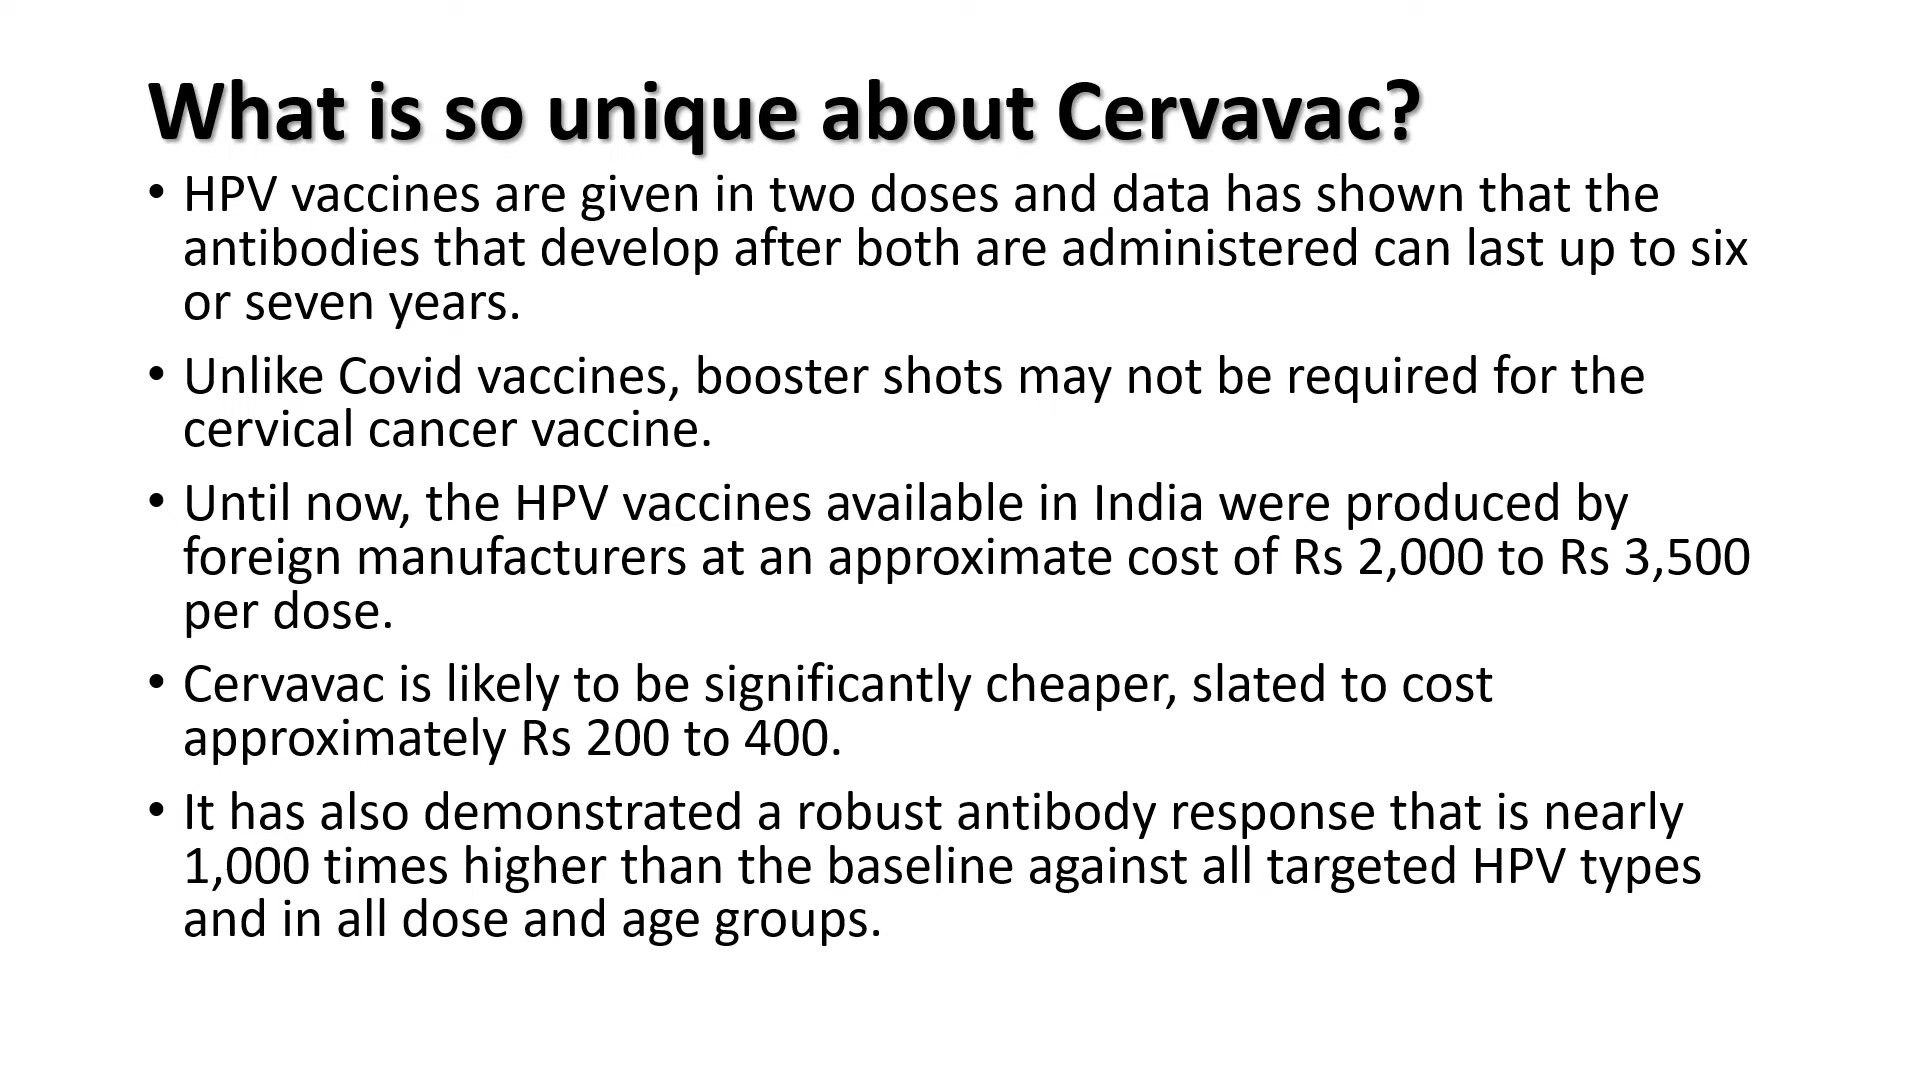 What is so unique about Cervavac?
• HPV vaccines are given in two doses and data has shown that the
antibodies that develop after both are administered can last up to six
or seven years.
• Unlike Covid vaccines, booster shots may not be required for the
cervical cancer vaccine.
• Until now, the HPV vaccines available in India were produced by
foreign manufacturers at an approximate cost of Rs 2,000 to Rs 3,500
per dose.
• Cervavac is likely to be significantly cheaper, slated to cost
approximately Rs 200 to 400.
• It has also demonstrated a robust antibody response that is nearly
1,000 times higher than the baseline against all targeted HPV types
and in all dose and age groups.